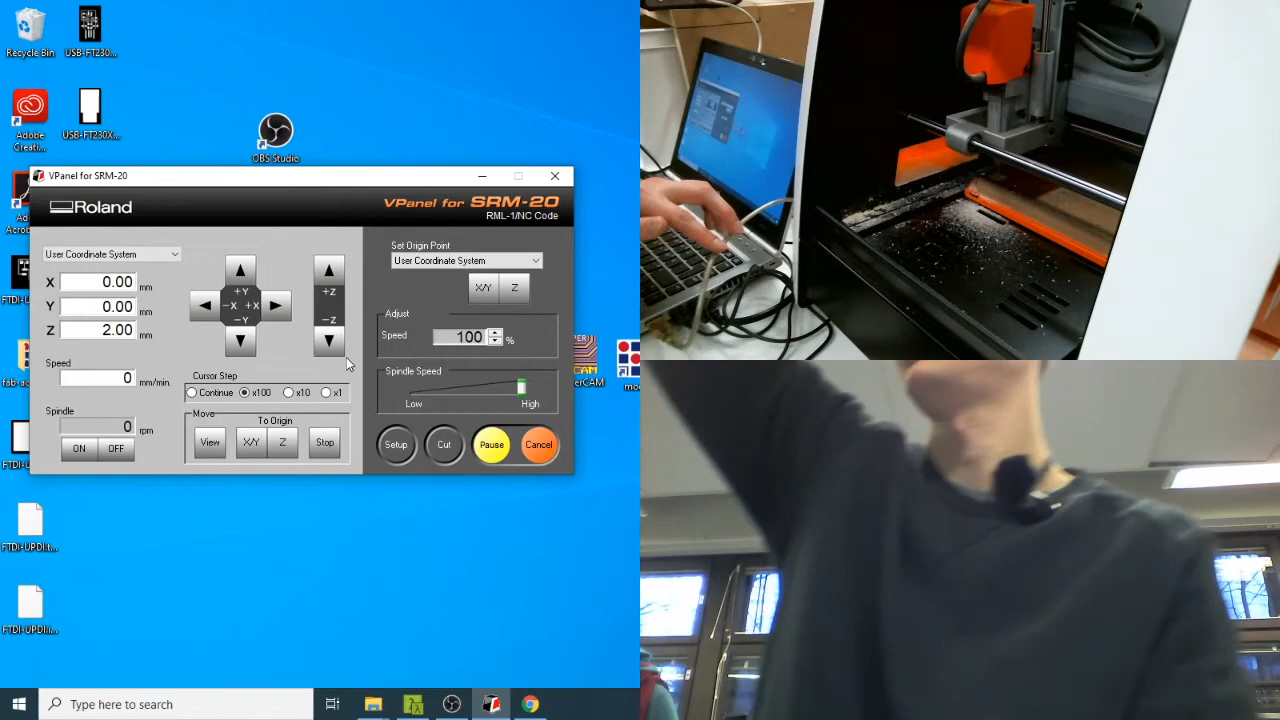 Recycle Bin
USB-FT230...
Adobe
Creati...
USB-FT230X...
OBS Studio
VPanel for SRM-20
Roland
VPanel for SRM-20
RML-1/NC Code
User Coordinate System
X 0.00 mm
Y 0.00 mm
Z 2.00 mm
Speed
0 mm/min.
Spindle
0 rpm
ON OFF
+Y
-X +X
-Y
+Z
-Z
Cursor Step
Continue x100 x10 x1
Move
To Origin
View X/Y Z Stop
Set Origin Point
User Coordinate System
X/Y Z
Adjust
Speed 100 %
Spindle Speed
Low High
Setup Cut Pause Cancel
FTDI-UPDI.t...
FTDI-UPDI...
Type here to search